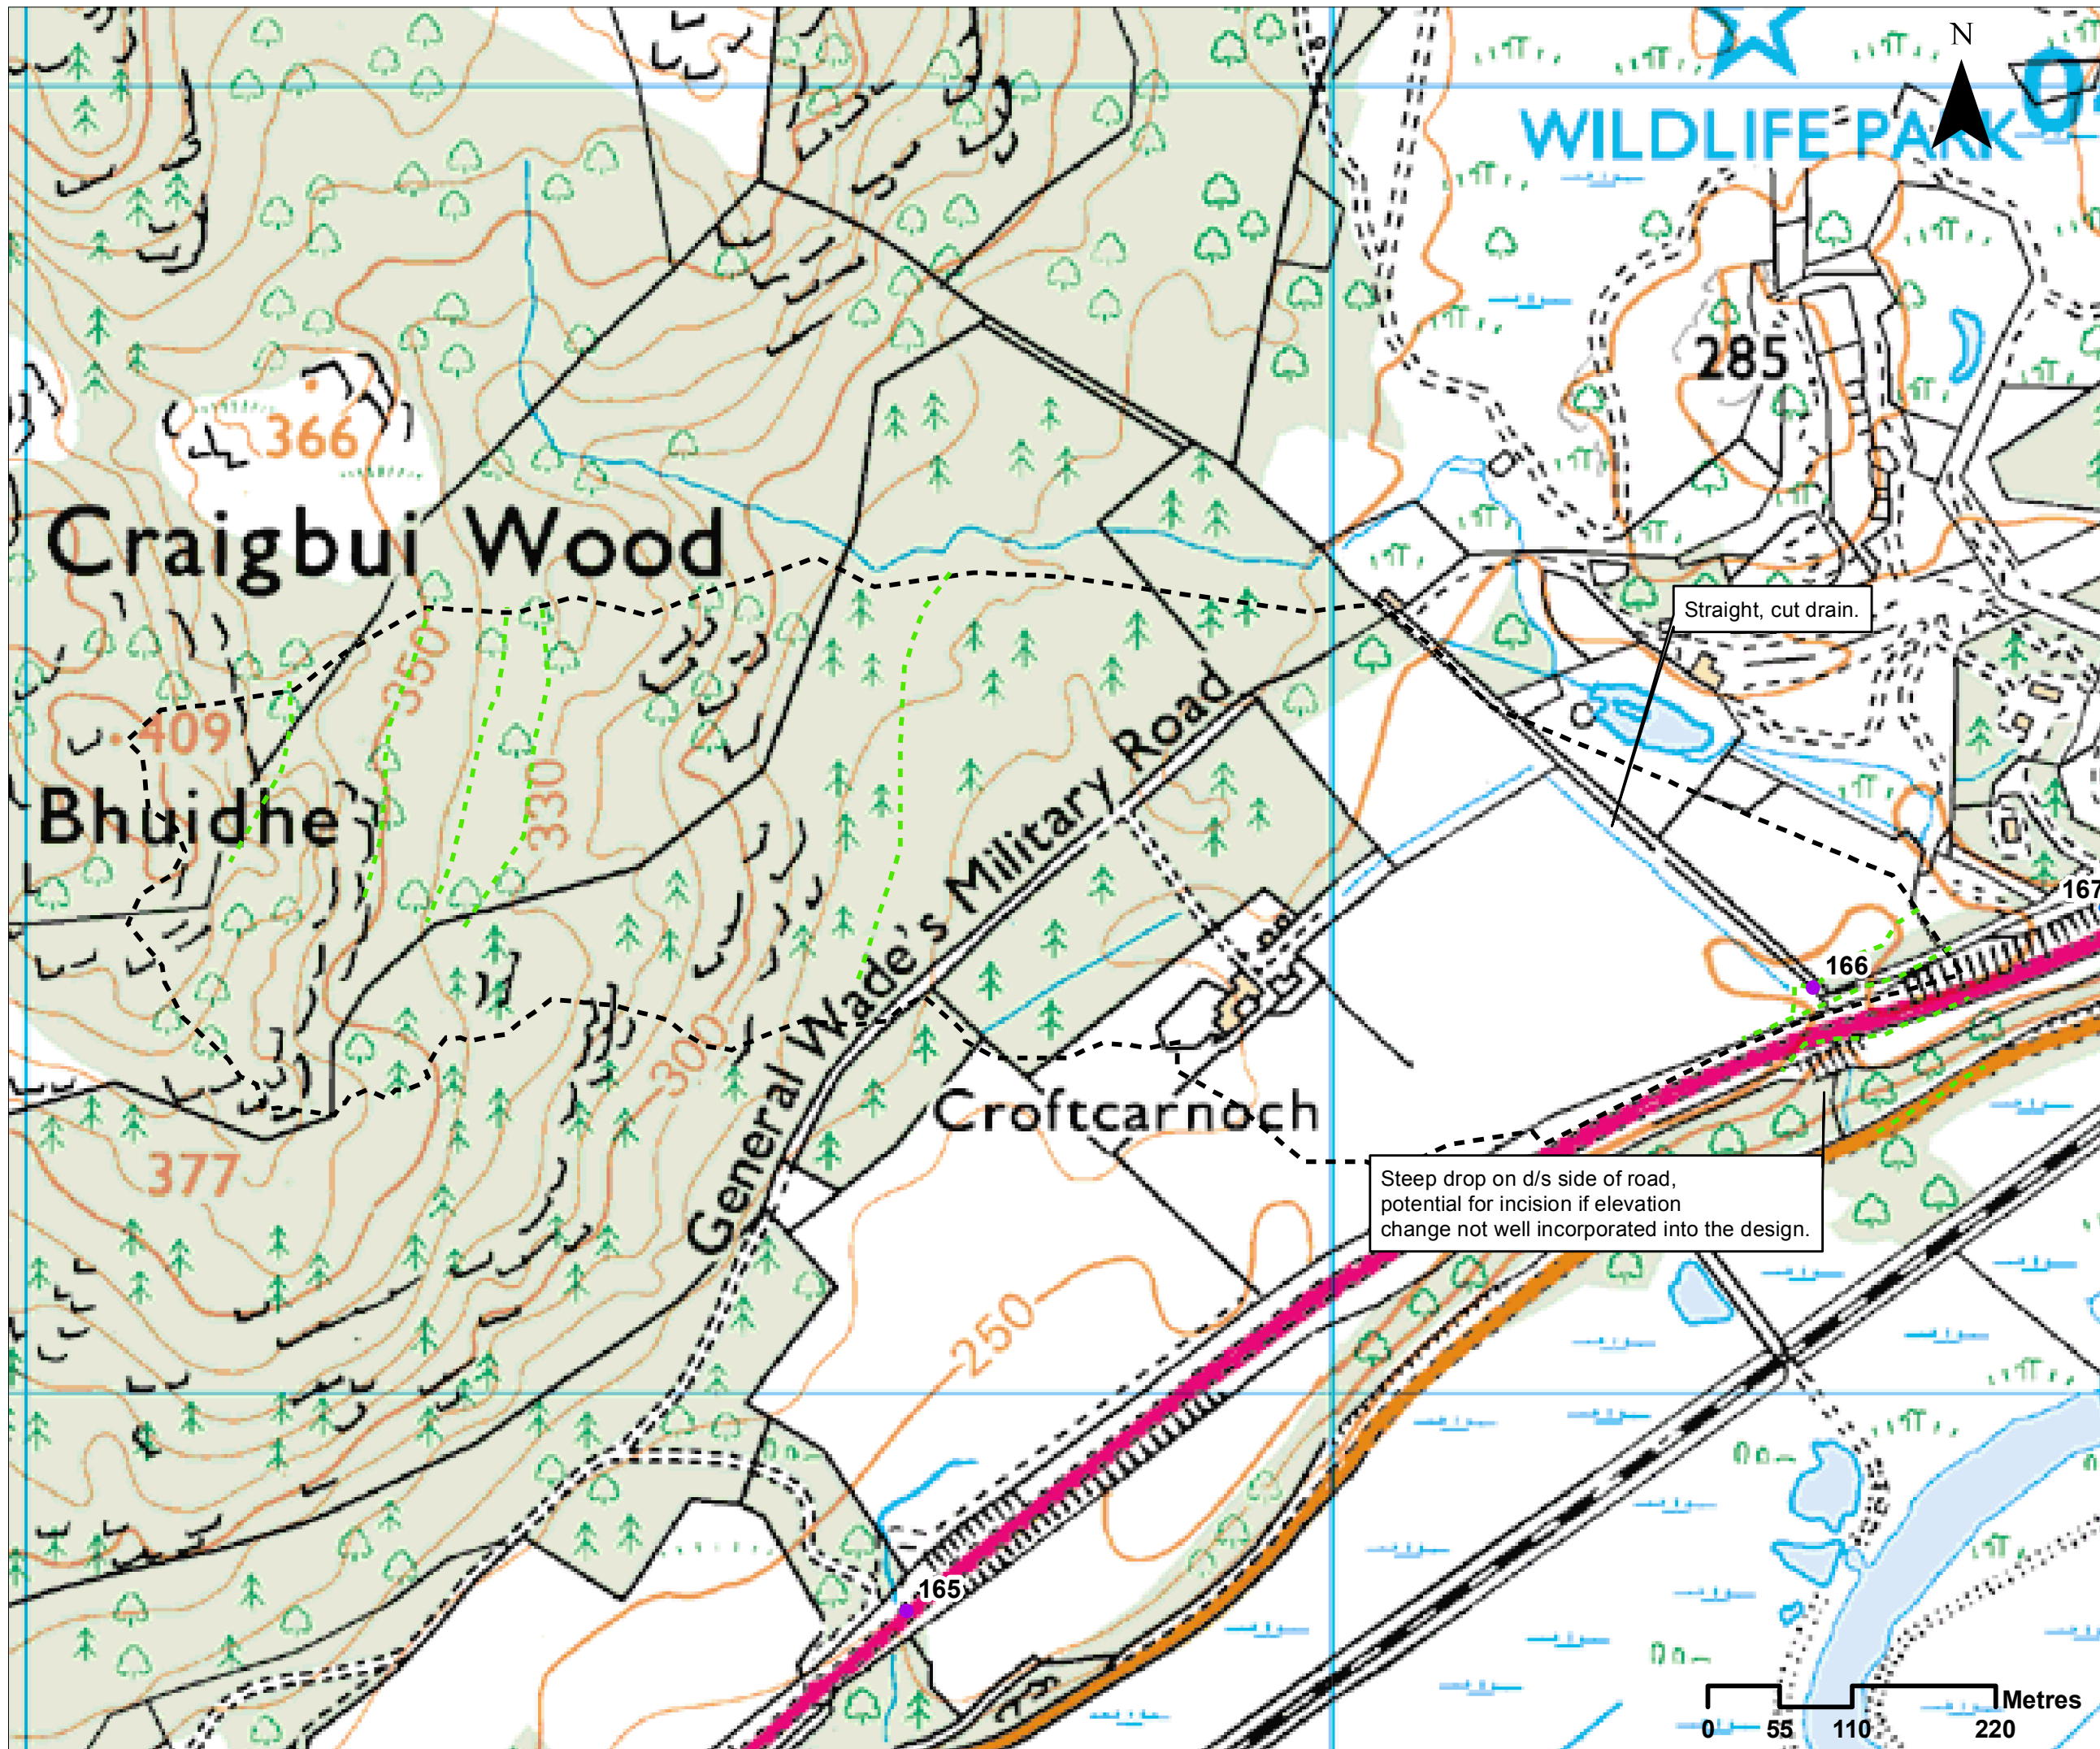 N
WILDLIFE PARK
285
366
Craigbui Wood
Straight, cut drain.
350
409
Bhuidhe
330
General Wade's Military Road
167
166
300
Croftcarnoch
377
Steep drop on d/s side of road,
potential for incision if elevation
change not well incorporated into the design.
250
165
Metres
0 55 110 220